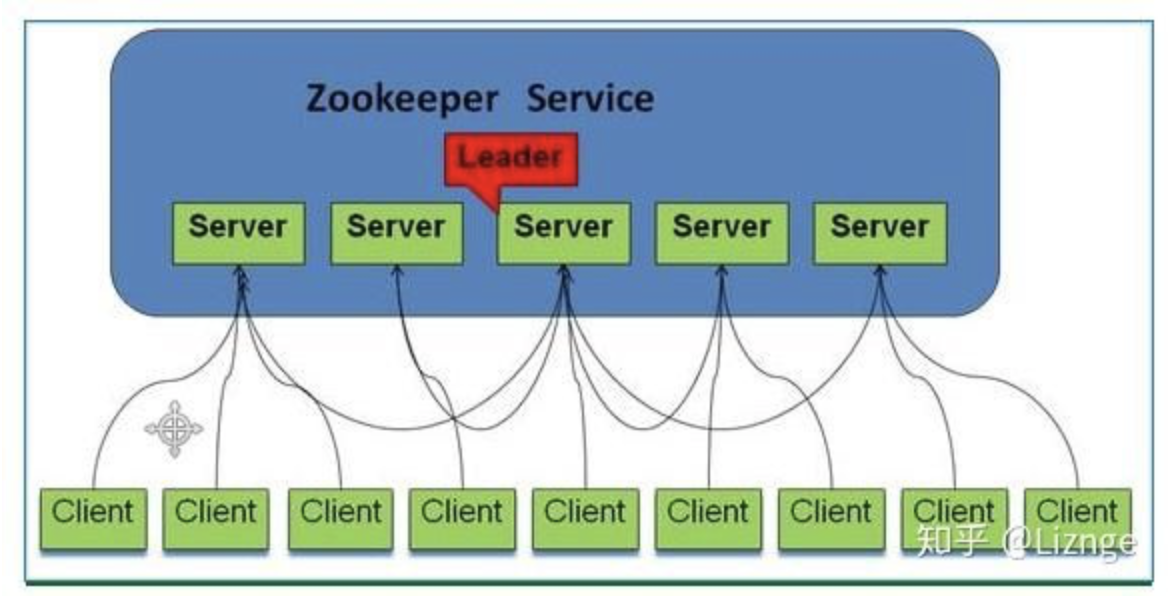 Zookeeper Service
Leader
Server Server Server Server Server
Client Client Client Client Client Client Client Client Client
知乎 @Liznge